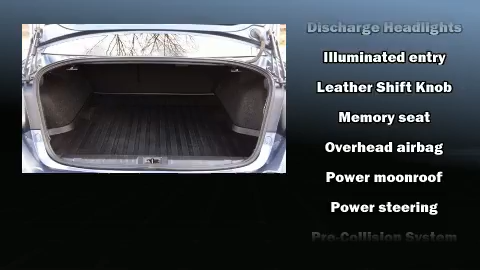 Discharge Headlights
Illuminated entry
Leather Shift Knob
Memory seat
Overhead airbag
Power moonroof
Power steering
Pre-Collision System